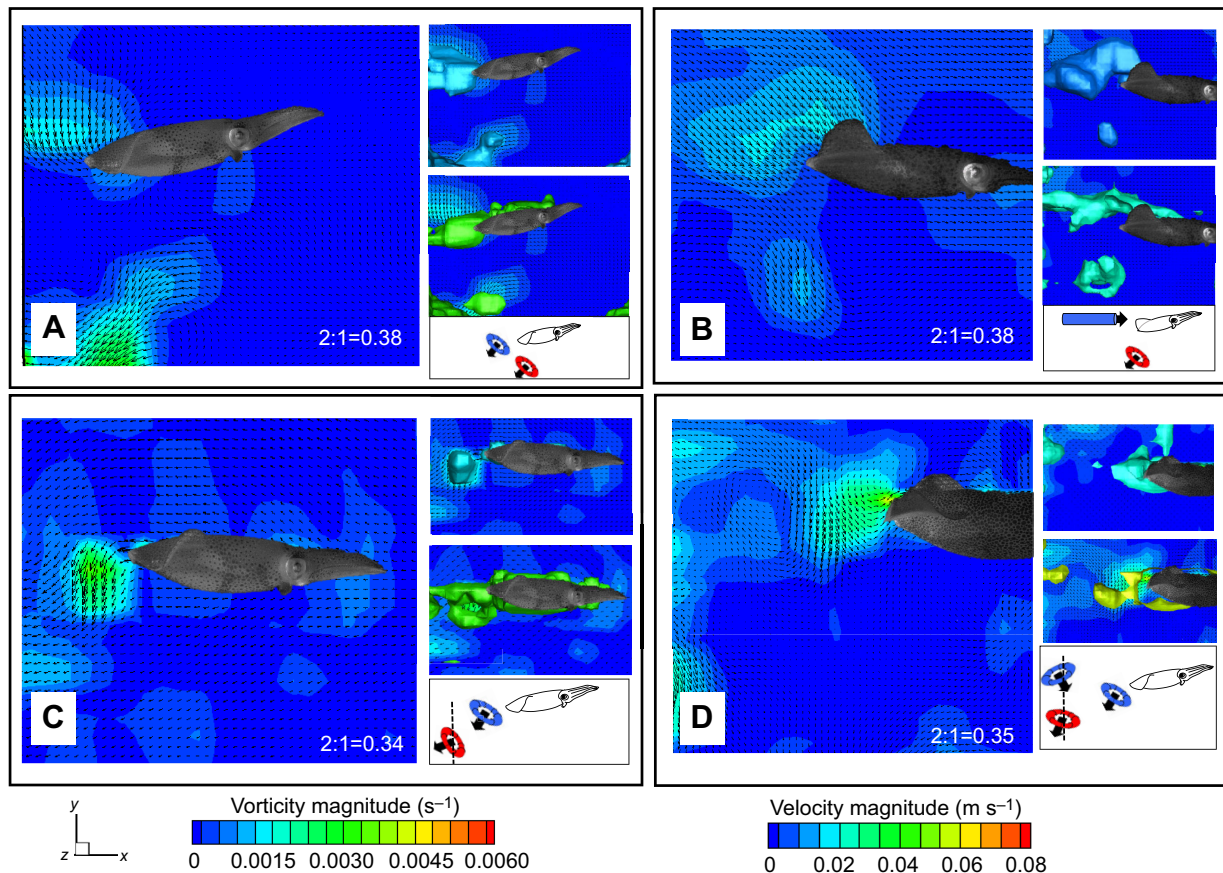 A
2:1=0.38
B
2:1=0.38
C
2:1=0.34
D
2:1=0.35
y
z
x
Vorticity magnitude (s⁻¹)
0 0.0015 0.0030 0.0045 0.0060
Velocity magnitude (m s⁻¹)
0 0.02 0.04 0.06 0.08